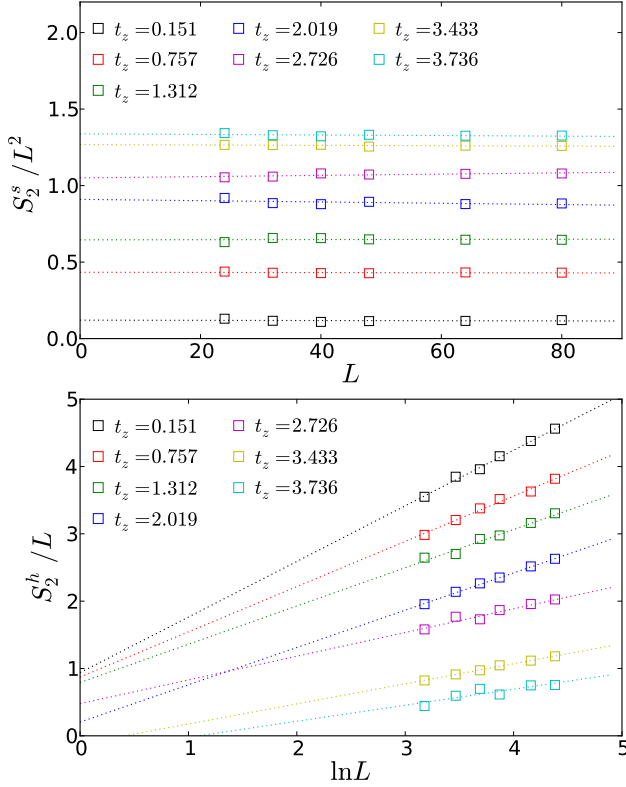 2.0
1.5
1.0
0.5
0.0
S_2^s / L^2
t_z = 0.151
t_z = 0.757
t_z = 1.312
t_z = 2.019
t_z = 2.726
t_z = 3.433
t_z = 3.736
0 20 40 60 80
L
5
4
3
2
1
0
S_2^h / L
t_z = 0.151
t_z = 0.757
t_z = 1.312
t_z = 2.019
t_z = 2.726
t_z = 3.433
t_z = 3.736
0 1 2 3 4 5
lnL